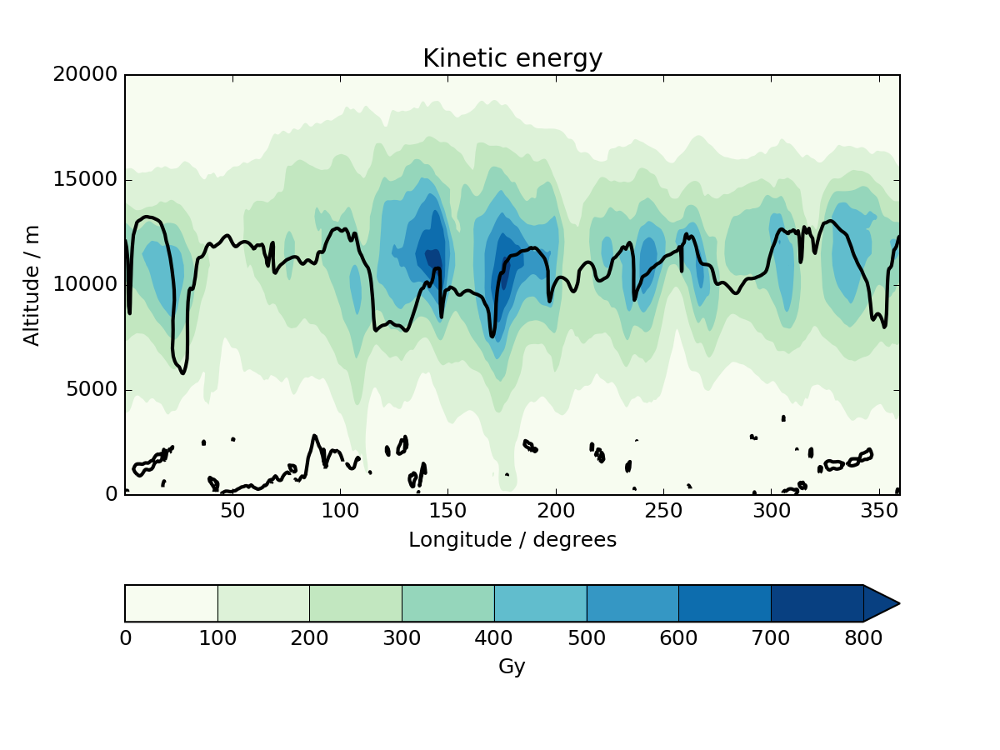 Kinetic energy
20000
15000
10000
5000
0
Altitude / m
50 100 150 200 250 300 350
Longitude / degrees
0 100 200 300 400 500 600 700 800
Gy